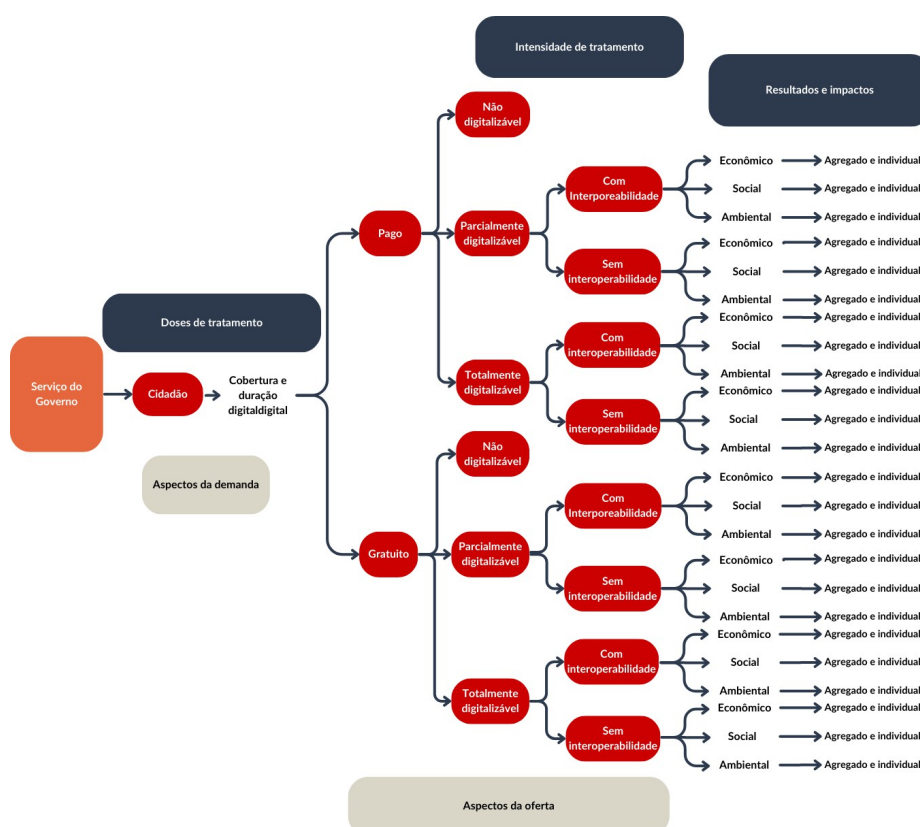 Intensidade de tratamento
Resultados e impactos
Não
digitalizável
Econômico
Agregado e individual
Com
Interporeabilidade
Social
Agregado e individual
Ambiental
Agregado e individual
Pago
Parcialmente
digitalizável
Econômico
Agregado e individual
Sem
interoperabilidade
Social
Agregado e individual
Ambiental
Agregado e individual
Doses de tratamento
Econômico
Agregado e individual
Com
interoperabilidade
Social
Agregado e individual
Ambiental
Agregado e individual
Serviço do
Governo
Cidadão
Cobertura e
duração
digitaldigital
Totalmente
digitalizável
Econômico
Agregado e individual
Sem
interoperabilidade
Social
Agregado e individual
Ambiental
Agregado e individual
Não
digitalizável
Aspectos da demanda
Econômico
Agregado e individual
Com
Interporeabilidade
Social
Agregado e individual
Ambiental
Agregado e individual
Gratuito
Parcialmente
digitalizável
Econômico
Agregado e individual
Sem
interoperabilidade
Social
Agregado e individual
Ambiental
Agregado e individual
Econômico
Agregado e individual
Com
interoperabilidade
Social
Agregado e individual
Ambiental
Agregado e individual
Totalmente
digitalizável
Econômico
Agregado e individual
Sem
interoperabilidade
Social
Agregado e individual
Ambiental
Agregado e individual
Aspectos da oferta